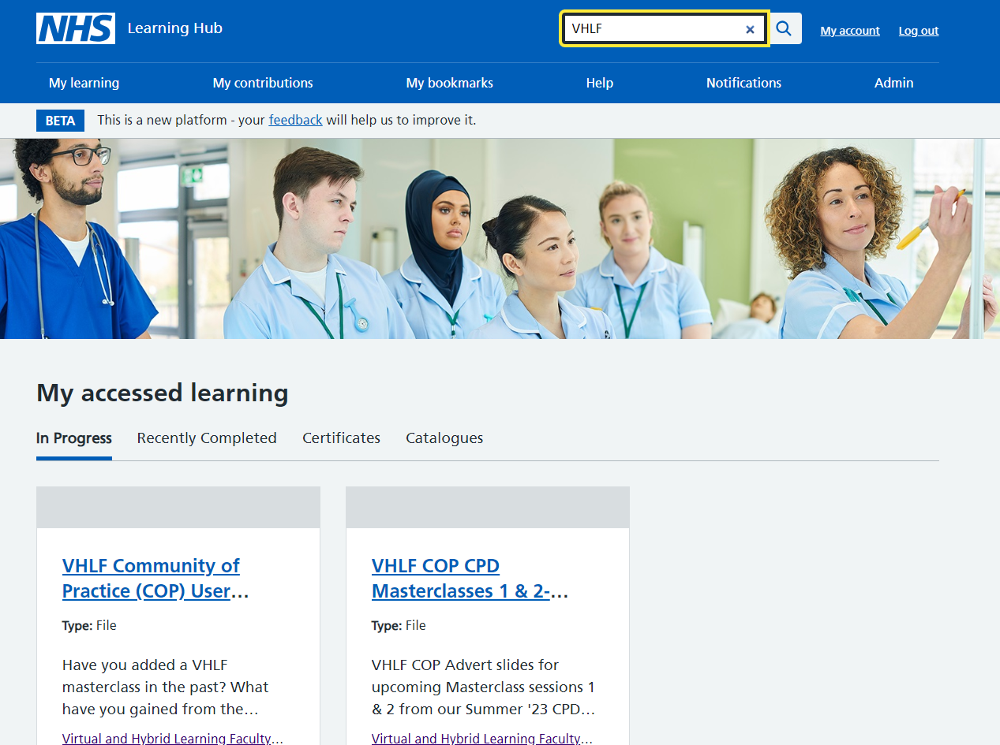 NHS Learning Hub
VHLF
My account Log out
My learning My contributions My bookmarks Help Notifications Admin
BETA This is a new platform - your feedback will help us to improve it.
My accessed learning
In Progress Recently Completed Certificates Catalogues
VHLF Community of
Practice (COP) User...
Type: File
Have you added a VHLF
masterclass in the past? What
have you gained from the...
Virtual and Hybrid Learning Faculty...
VHLF COP CPD
Masterclasses 1 & 2-...
Type: File
VHLF COP Advert slides for
upcoming Masterclass sessions 1
& 2 from our Summer '23 CPD...
Virtual and Hybrid Learning Faculty...